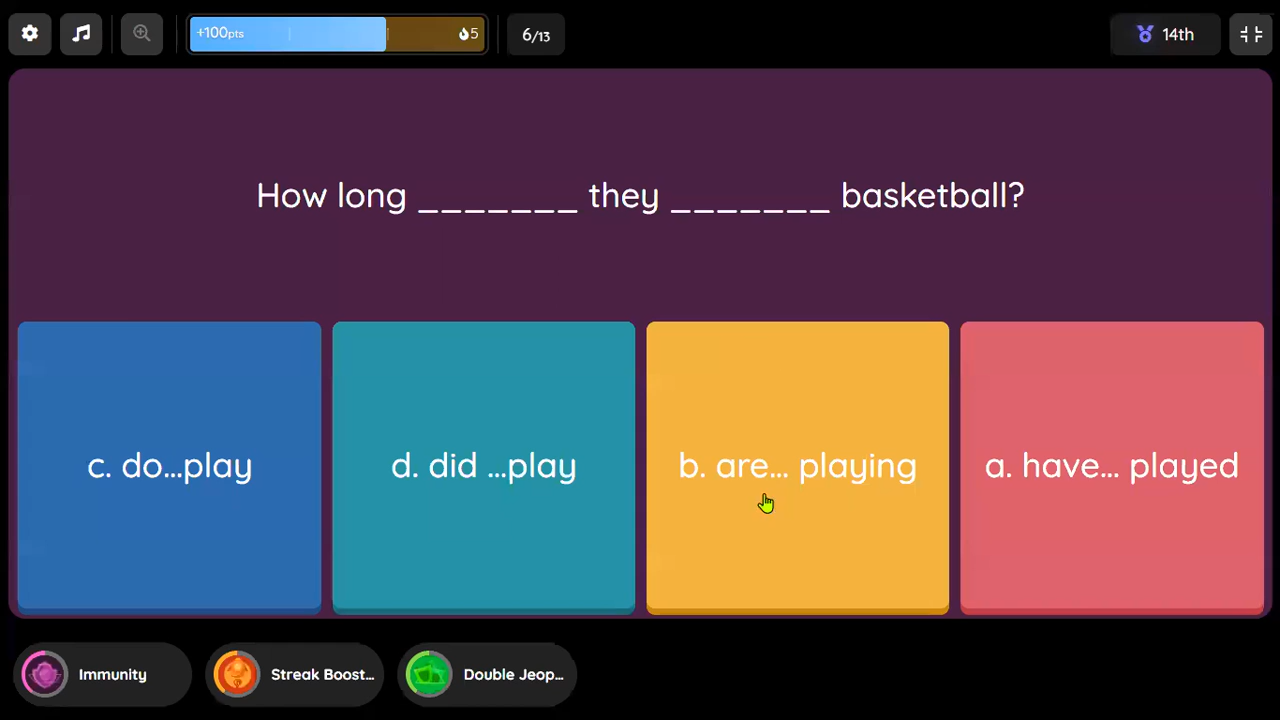 +100pts
5
6/13
14th
How long _______ they _______ basketball?
c. do...play
d. did ...play
b. are... playing
a. have... played
Immunity
Streak Boost...
Double Jeop...